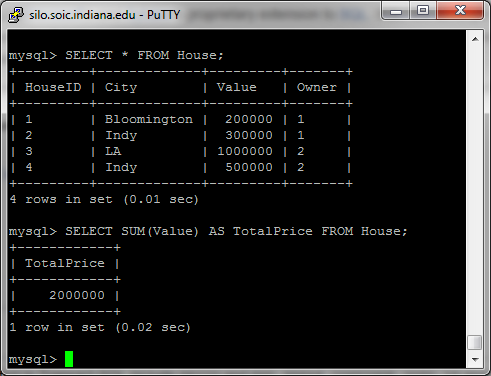 silo.soic.indiana.edu - PuTTY
mysql> SELECT * FROM House;
+---------+-------------+---------+-------+
| HouseID | City        | Value   | Owner |
+---------+-------------+---------+-------+
| 1       | Bloomington |  200000 | 1     |
| 2       | Indy        |  300000 | 1     |
| 3       | LA          | 1000000 | 2     |
| 4       | Indy        |  500000 | 2     |
+---------+-------------+---------+-------+
4 rows in set (0.01 sec)
mysql> SELECT SUM(Value) AS TotalPrice FROM House;
+------------+
| TotalPrice |
+------------+
|    2000000 |
+------------+
1 row in set (0.02 sec)
mysql>